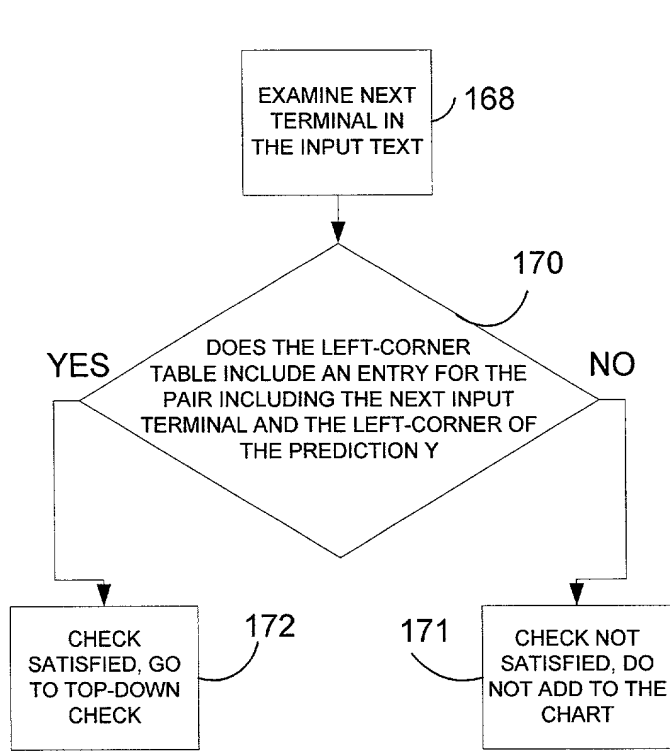 EXAMINE NEXT
TERMINAL IN
THE INPUT TEXT
168
170
YES
NO
DOES THE LEFT-CORNER
TABLE INCLUDE AN ENTRY FOR THE
PAIR INCLUDING THE NEXT INPUT
TERMINAL AND THE LEFT-CORNER OF
THE PREDICTION Y
CHECK
SATISFIED, GO
TO TOP-DOWN
CHECK
172
171
CHECK NOT
SATISFIED, DO
NOT ADD TO THE
CHART